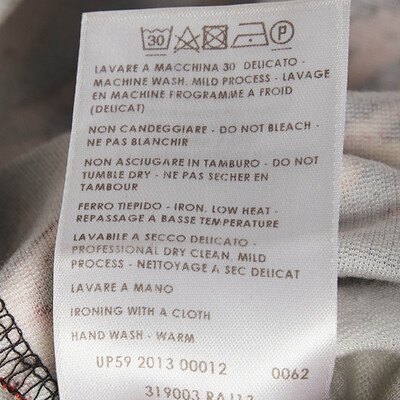 30 P
LAVARE A MACCHINA 30 DELICATO -
MACHINE WASH, MILD PROCESS - LAVAGE
EN MACHINE PROGRAMME A FROID
(DELICAT)
NON CANDEGGIARE - DO NOT BLEACH -
NE PAS BLANCHIR
NON ASCIUGARE IN TAMBURO - DO NOT
TUMBLE DRY - NE PAS SECHER EN
TAMBOUR
FERRO TIEPIDO - IRON, LOW HEAT -
REPASSAGE A BASSE TEMPERATURE
LAVABILE A SECCO DELICATO -
PROFESSIONAL DRY CLEAN, MILD
PROCESS - NETTOYAGE A SEC DELICAT
LAVARE A MANO
IRONING WITH A CLOTH
HAND WASH - WARM
UP59 2013 00012 0062
319003